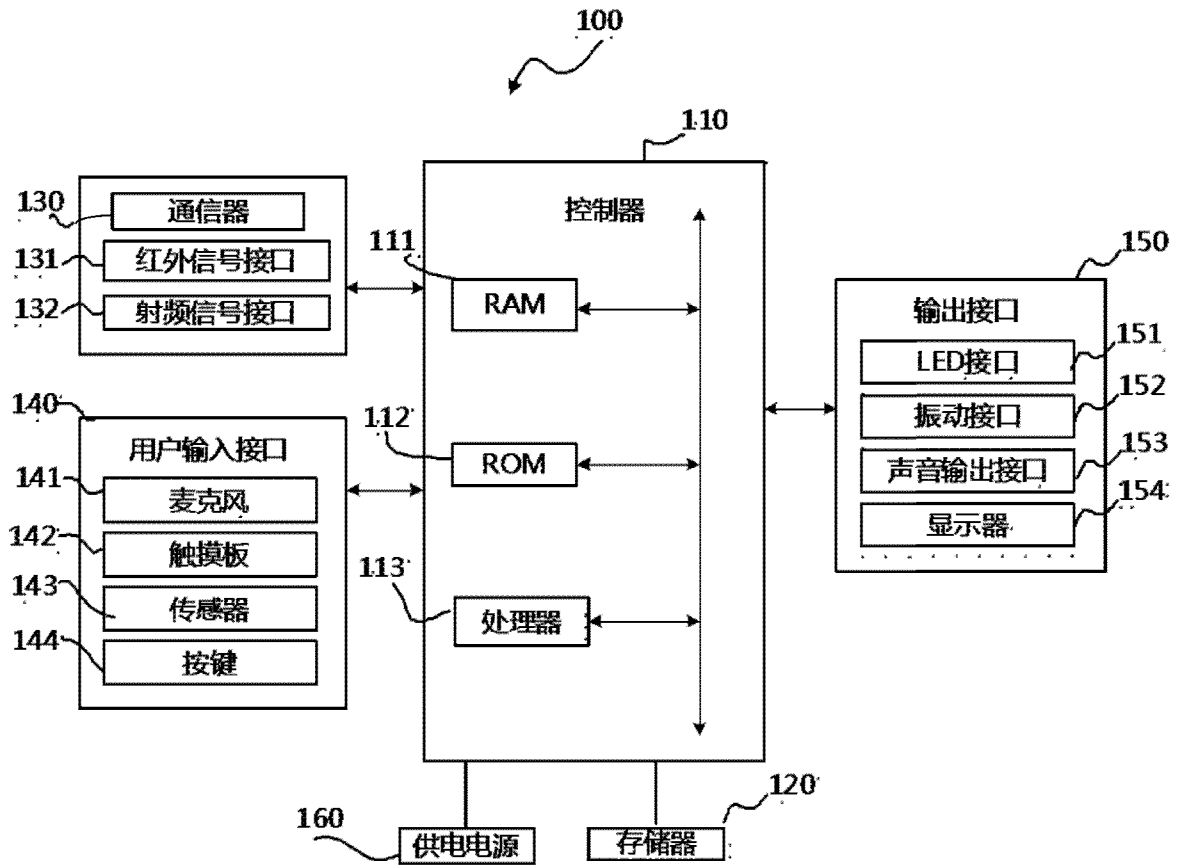 100
110
130
通信器
131
红外信号接口
132
射频信号接口
控制器
111
RAM
112
ROM
113
处理器
140
用户输入接口
141
麦克风
142
触摸板
143
传感器
144
按键
150
输出接口
151
LED接口
152
振动接口
153
声音输出接口
154
显示器
160
供电电源
120
存储器